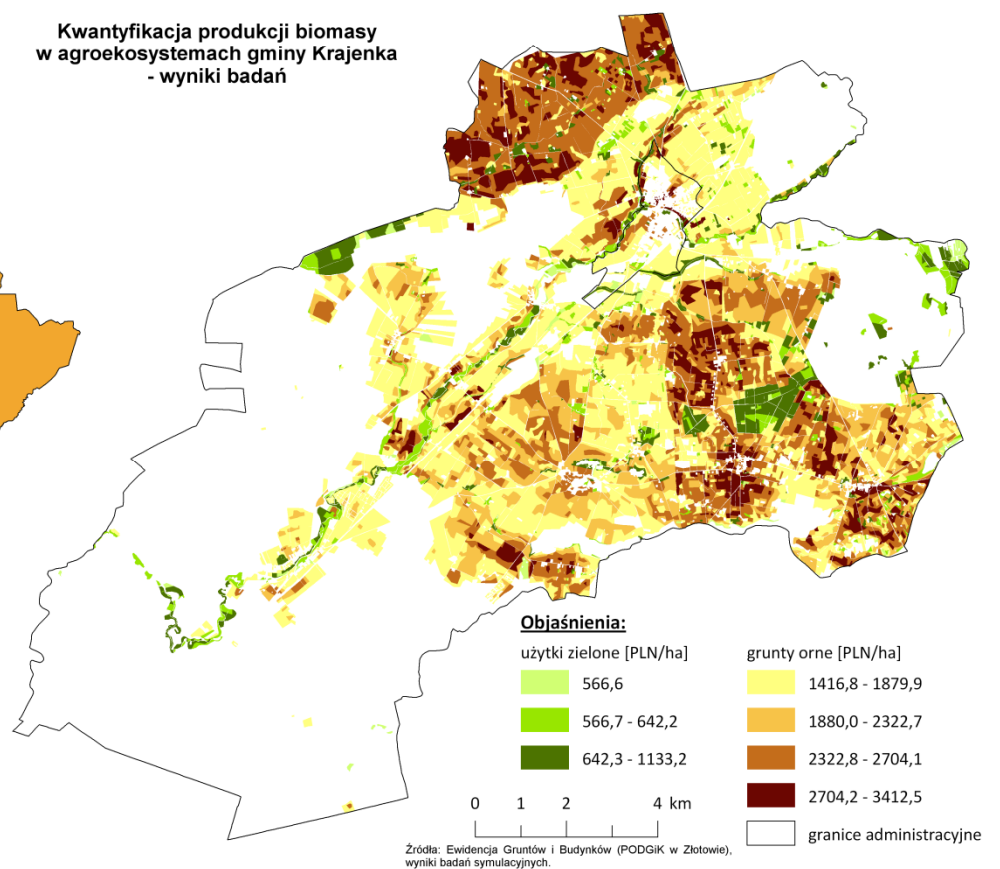 Kwantyfikacja produkcji biomasy
w agroekosystemach gminy Krajenka
- wyniki badań
Objaśnienia:
użytki zielone [PLN/ha]
566,6
566,7 - 642,2
642,3 - 1133,2
grunty orne [PLN/ha]
1416,8 - 1879,9
1880,0 - 2322,7
2322,8 - 2704,1
2704,2 - 3412,5
granice administracyjne
0 1 2 4 km
Źródła: Ewidencja Gruntów i Budynków (PODGiK w Złotowie),
wyniki badań symulacyjnych.